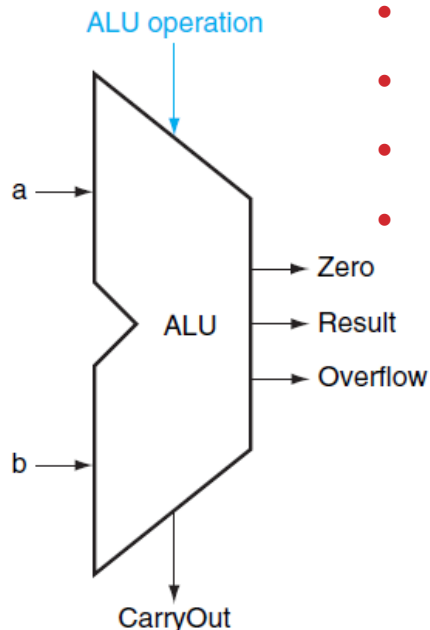 ALU operation
a
Zero
ALU
Result
Overflow
b
CarryOut